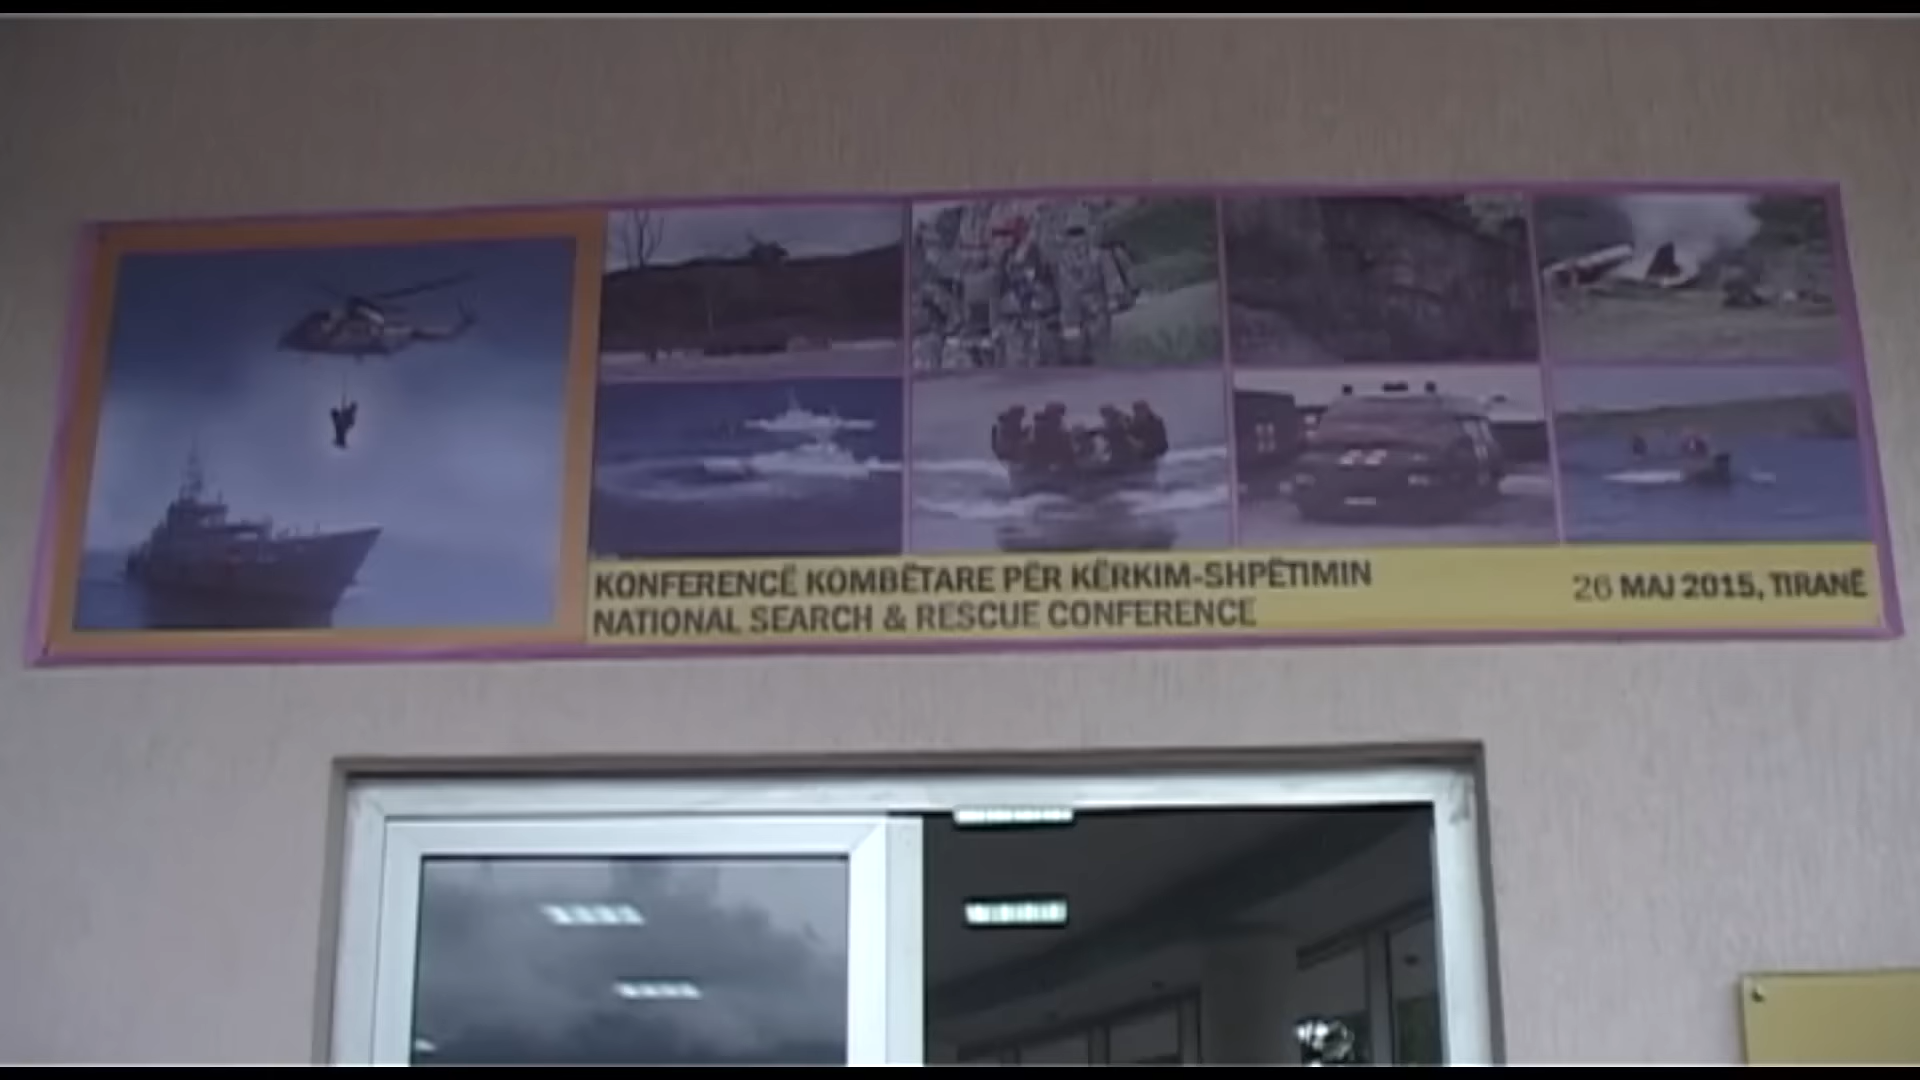 KONFERENCË KOMBËTARE PËR KËRKIM-SHPËTIMIN
NATIONAL SEARCH & RESCUE CONFERENCE
26 MAJ 2015, TIRANË